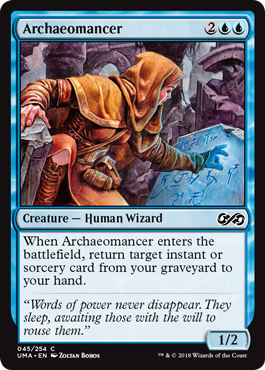 Archaeomancer 2
Creature — Human Wizard
When Archaeomancer enters the
battlefield, return target instant or
sorcery card from your graveyard to
your hand.
“Words of power never disappear. They
sleep, awaiting those with the will to
rouse them.”
1/2
045/254 C
UMA • EN Zoltan Boros
™ & © 2018 Wizards of the Coast